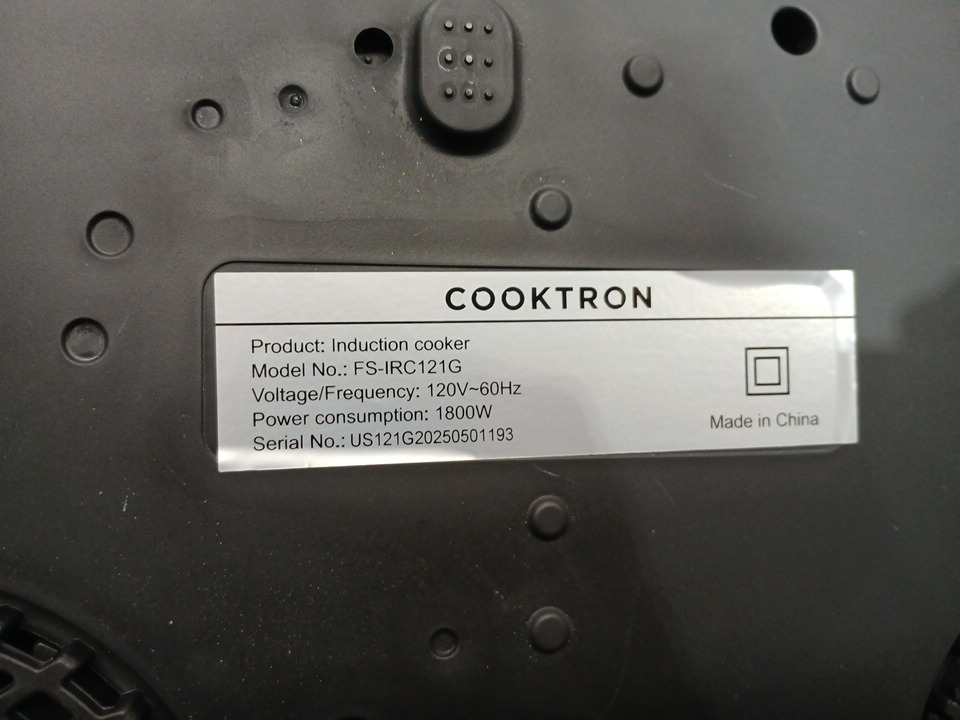 COOKTRON
Product: Induction cooker
Model No.: FS-IRC121G
Voltage/Frequency: 120V~60Hz
Power consumption: 1800W
Serial No.: US121G20250501193
Made in China